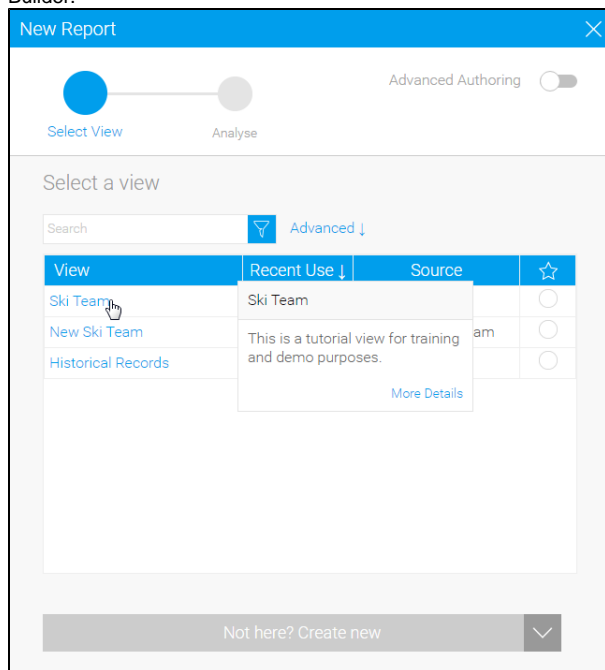 Builder.
New Report
Advanced Authoring
Select View
Analyse
Select a view
Search
Advanced ↓
View Recent Use ↓ Source
Ski Team
Ski Team
New Ski Team
This is a tutorial view for training am
and demo purposes.
Historical Records
More Details
Not here? Create new